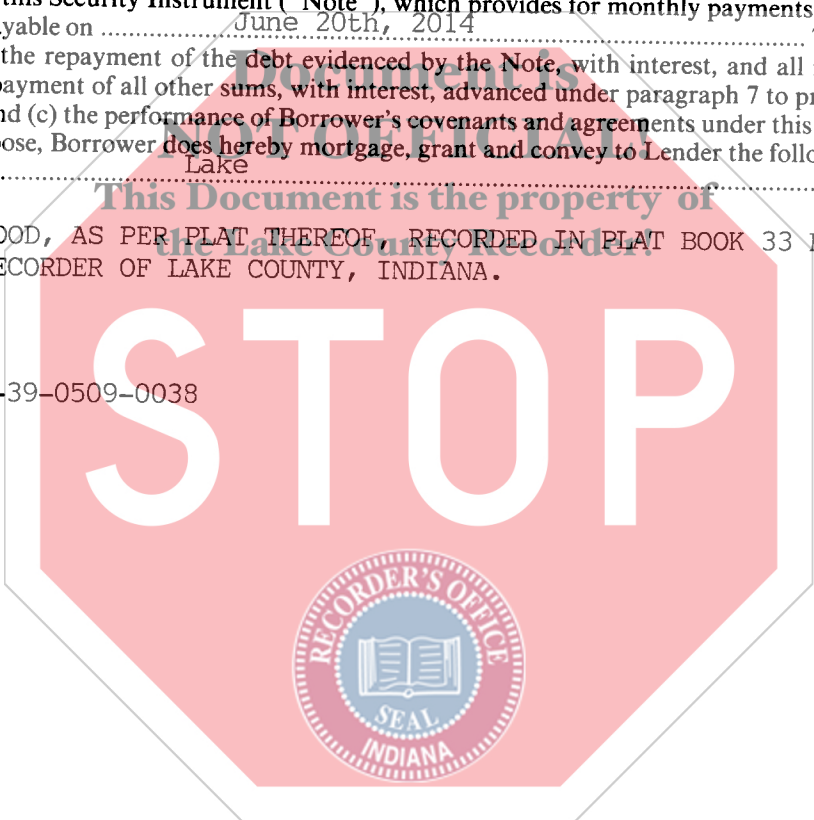 this Security Instrument ("Note"), which provides for monthly payments
yable on June 20th, 2014
the repayment of the debt evidenced by the Note, with interest, and all
ayment of all other sums, with interest, advanced under paragraph 7 to pr
nd (c) the performance of Borrower's covenants and agreements under this
ose, Borrower does hereby mortgage, grant and convey to Lender the follo
Lake
Document is
NOT OFFICIAL!
This Document is the property of
the Lake County Recorder!
OOD, AS PER PLAT THEREOF, RECORDED IN PLAT BOOK 33
ECORDER OF LAKE COUNTY, INDIANA.
-39-0509-0038
STOP
RECORDER'S OFFICE
SEAL
INDIANA